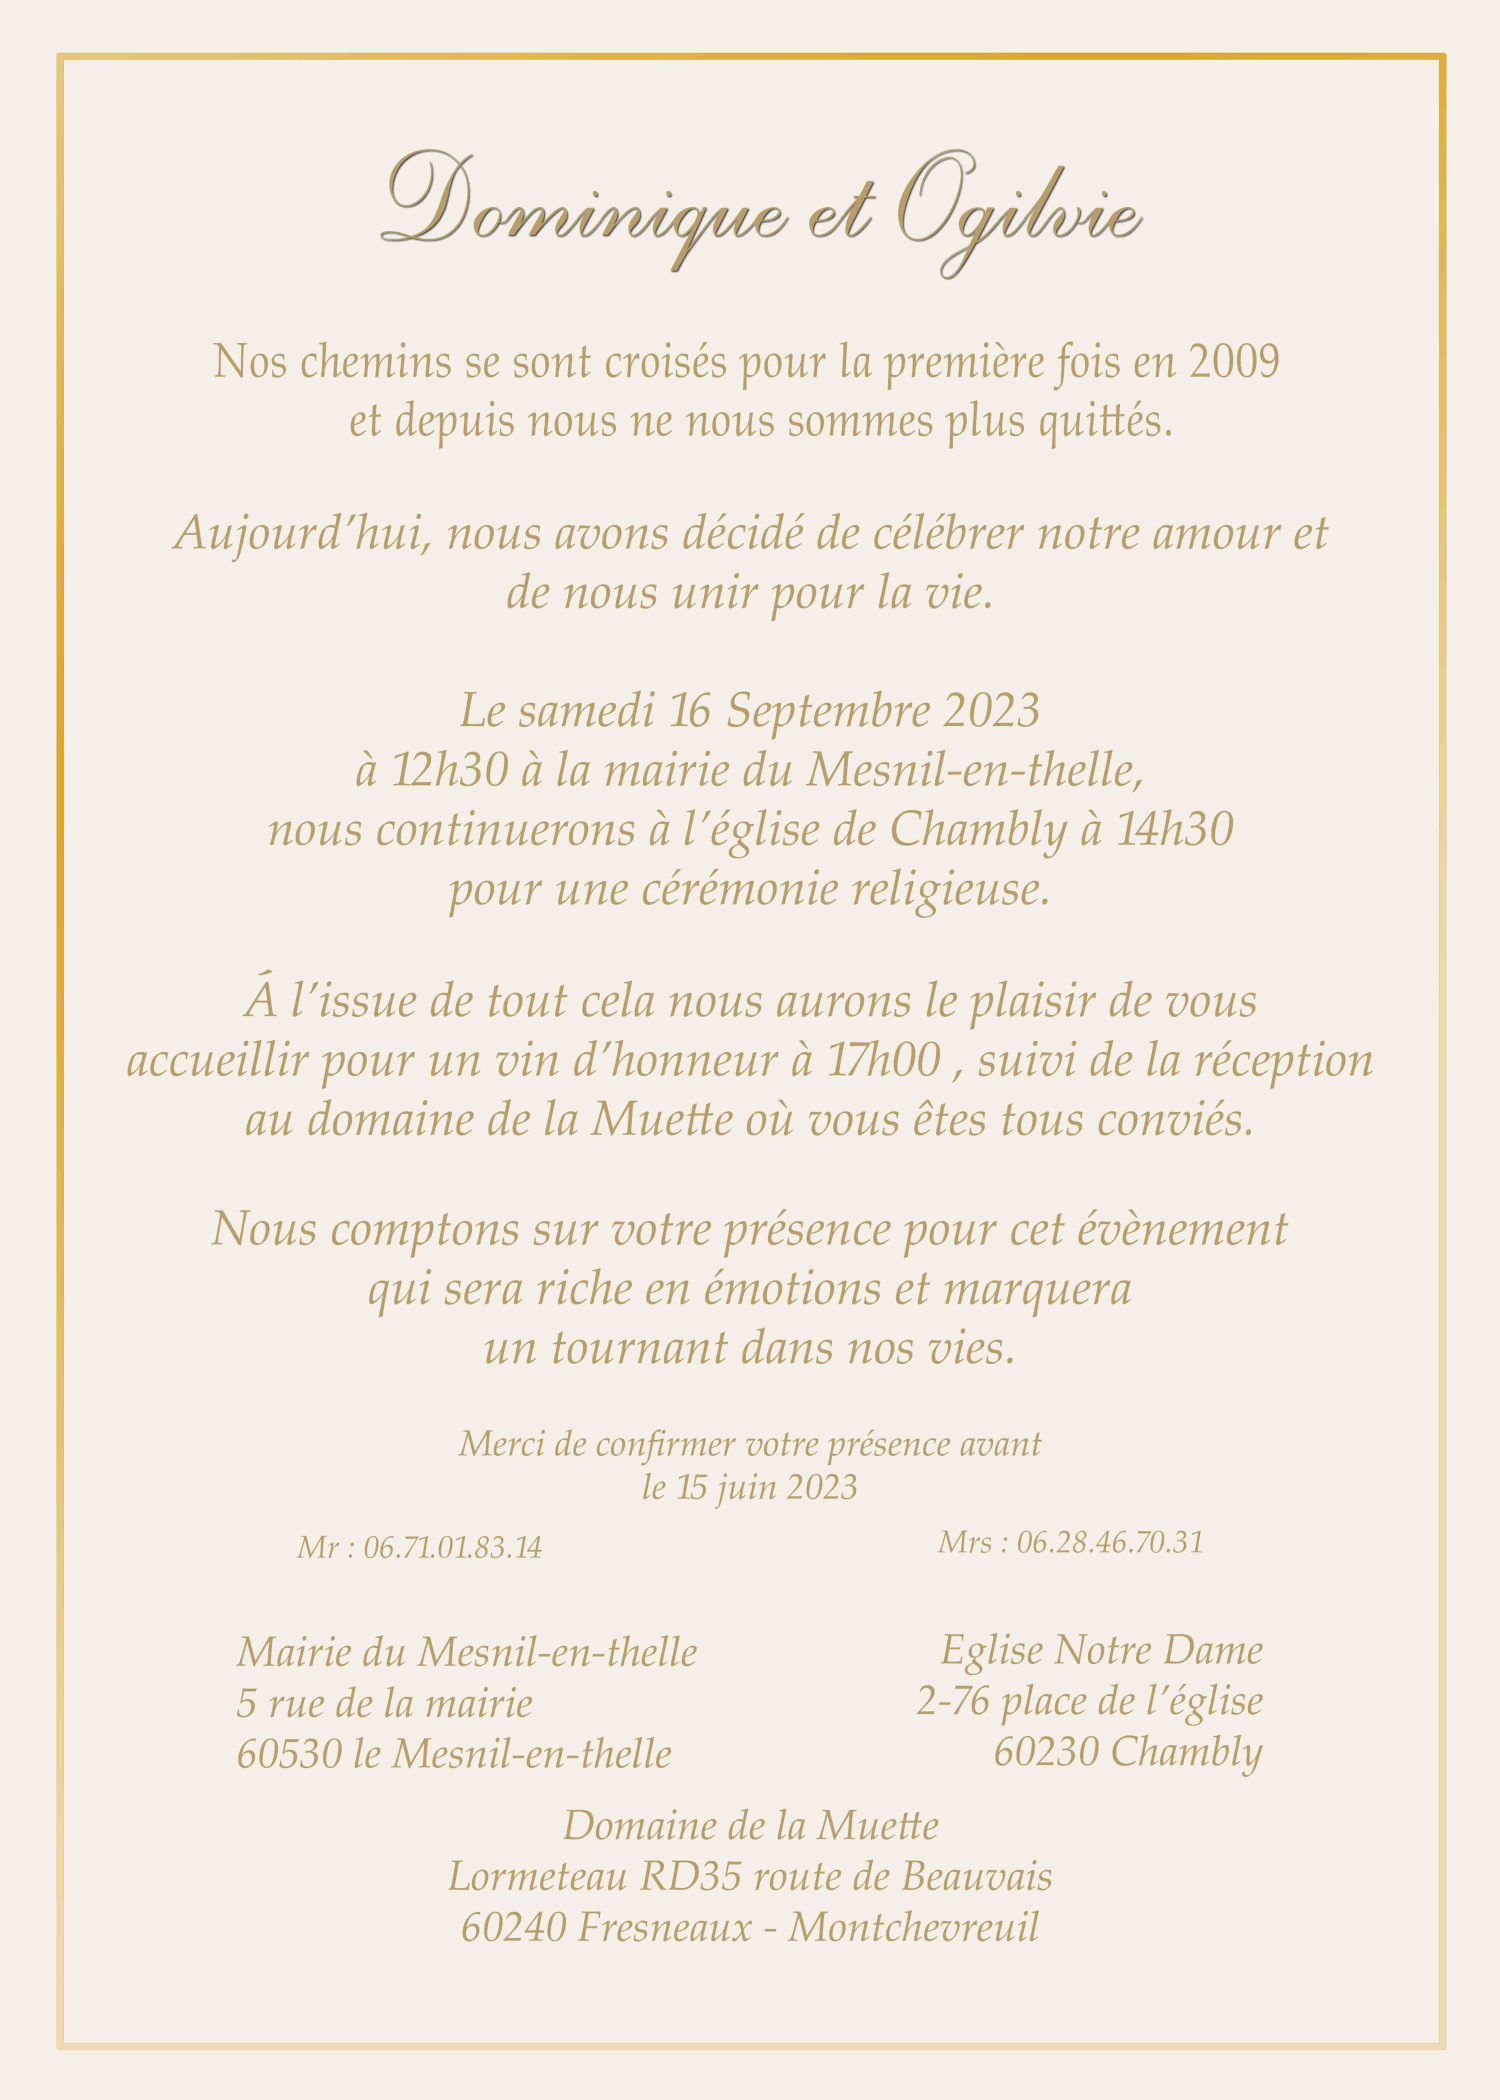 Dominique et Ogilvie
Nos chemins se sont croisés pour la première fois en 2009
et depuis nous ne nous sommes plus quittés.
Aujourd’hui, nous avons décidé de célébrer notre amour et
de nous unir pour la vie.
Le samedi 16 Septembre 2023
à 12h30 à la mairie du Mesnil-en-thelle,
nous continuerons à l’église de Chambly à 14h30
pour une cérémonie religieuse.
Á l’issue de tout cela nous aurons le plaisir de vous
accueillir pour un vin d’honneur à 17h00 , suivi de la réception
au domaine de la Muette où vous êtes tous conviés.
Nous comptons sur votre présence pour cet évènement
qui sera riche en émotions et marquera
un tournant dans nos vies.
Merci de confirmer votre présence avant
le 15 juin 2023
Mr : 06.71.01.83.14
Mrs : 06.28.46.70.31
Mairie du Mesnil-en-thelle
5 rue de la mairie
60530 le Mesnil-en-thelle
Eglise Notre Dame
2-76 place de l’église
60230 Chambly
Domaine de la Muette
Lormeteau RD35 route de Beauvais
60240 Fresneaux - Montchevreuil